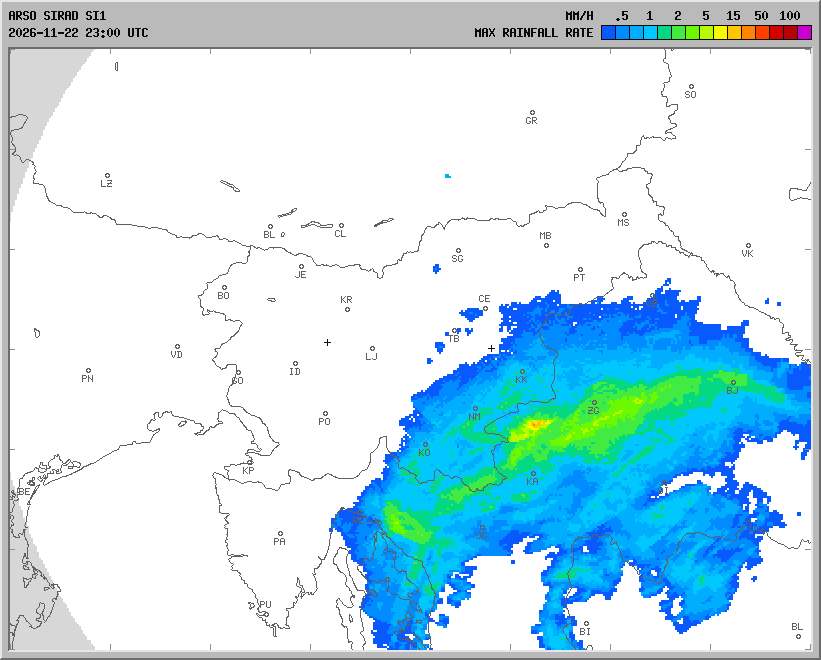 ARSO SIRAD SI1
MM/H .5 1 2 5 15 50 100
2026-11-22 23:00 UTC
MAX RAINFALL RATE
SO
GR
LZ
MS
BL
CL
MB
SG
VK
JE
PT
BO
KR
CE
TB
VD
LJ
ID
PN
GO
KK
BJ
NM
ZG
PO
KO
KP
KA
BE
OG
PA
PU
BI
BL